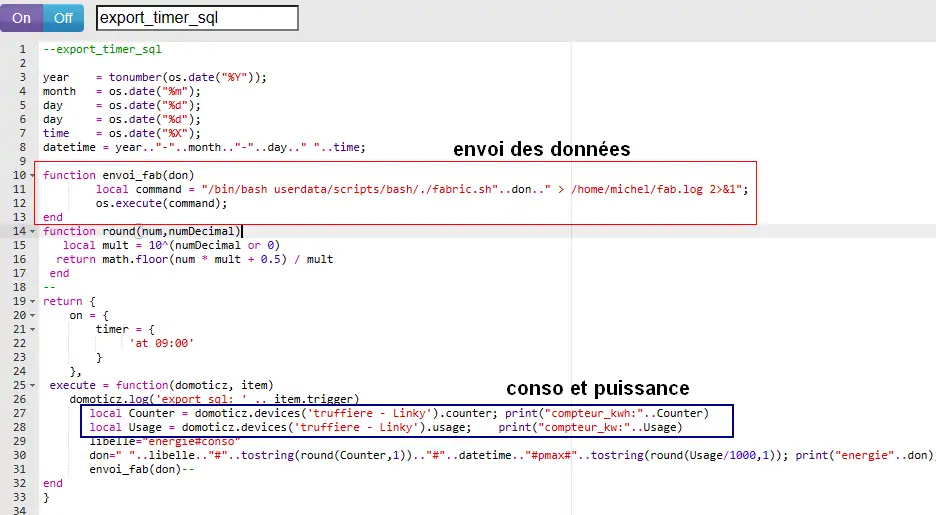 On Off export_timer_sql
1 --export_timer_sql
2
3 year    = tonumber(os.date("%Y"));
4 month   = os.date("%m");
5 day     = os.date("%d");
6 day     = os.date("%d");
7 time    = os.date("%X");
8 datetime = year.."-"..month.."-"..day.." "..time;
envoi des données
9
10 function envoi_fab(don)
11         local command = "/bin/bash userdata/scripts/bash/./fabric.sh"..don.." > /home/michel/fab.log 2>&1";
12         os.execute(command);
13 end
14 function round(num,numDecimal)
15    local mult = 10^(numDecimal or 0)
16   return math.floor(num * mult + 0.5) / mult
17  end
18 --
19 return {
20     on = {
21         timer = {
22              'at 09:00'
23         }
24     },
25  execute = function(domoticz, item)
conso et puissance
26     domoticz.log('export sql: ' .. item.trigger)
27        local Counter = domoticz.devices('truffiere - Linky').counter; print("compteur_kwh:"..Counter)
28        local Usage = domoticz.devices('truffiere - Linky').usage;    print("compteur_kw:"..Usage)
29        libelle="energie#conso"
30        don=" "..libelle.."#"..tostring(round(Counter,1)).."#"..datetime.."#pmax#"..tostring(round(Usage/1000,1)); print("energie"..don)
31        envoi_fab(don)--
32 end
33 }
34